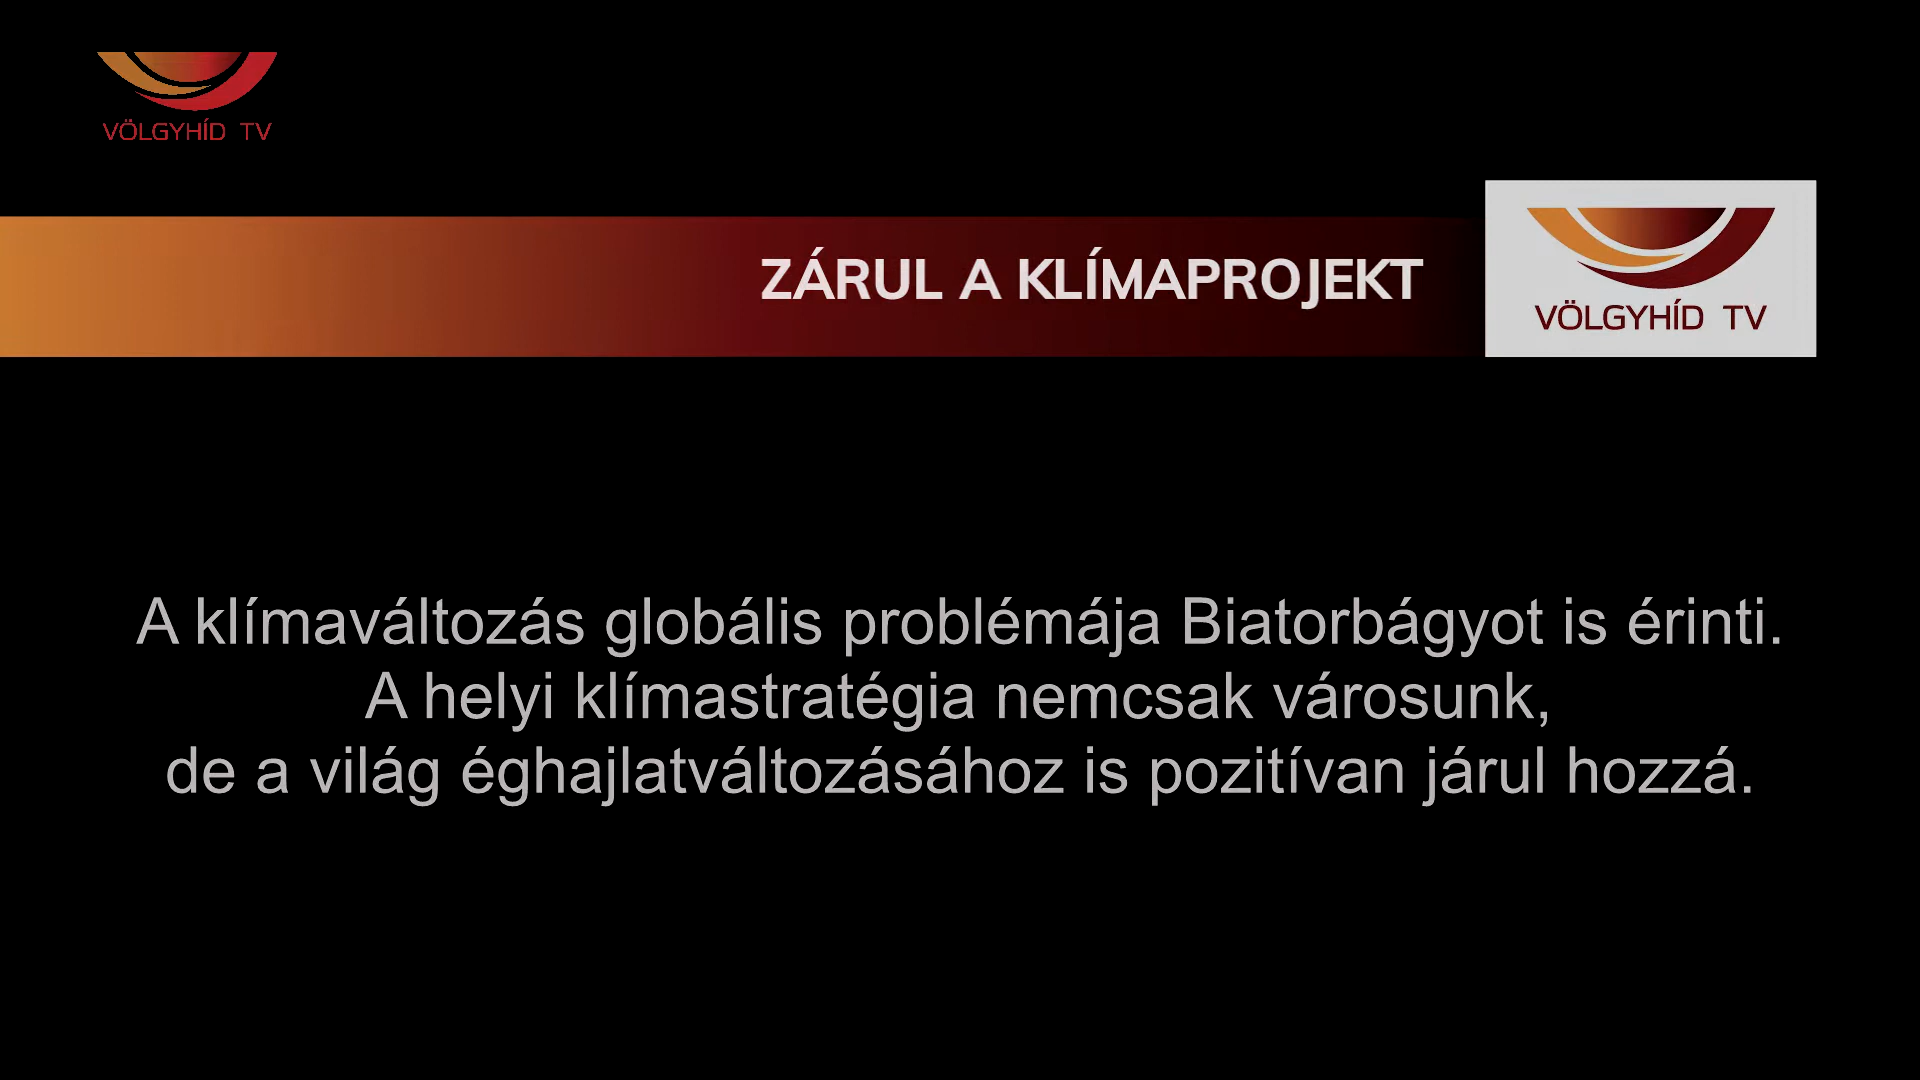 VÖLGYHÍD TV
ZÁRUL A KLÍMAPROJEKT
VÖLGYHÍD TV
A klímaváltozás globális problémája Biatorbágyot is érinti.
A helyi klímastratégia nemcsak városunk,
de a világ éghajlatváltozásához is pozitívan járul hozzá.